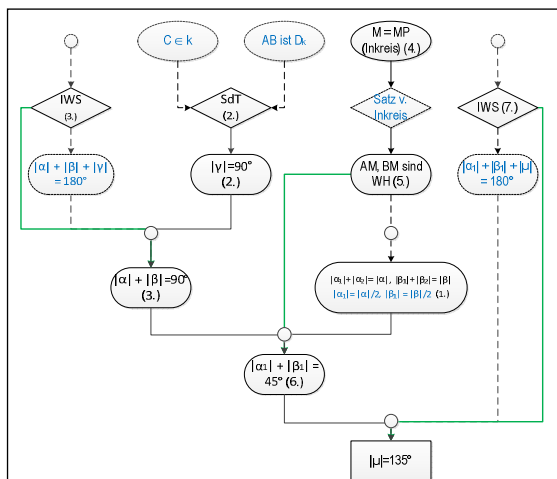 C ∈ k
AB ist Dₖ
M = MP
(Inkreis) (4.)
IWS
(3.)
SdT
(2.)
Satz v.
Inkreis
IWS (7.)
|α| + |β| + |γ|
= 180°
|γ|=90°
(2.)
AM, BM sind
WH (5.)
|α₁|+|β₁|+|μ|
= 180°
|α| + |β|=90°
(3.)
|α₁|+|α₂|=|α|, |β₁|+|β₂|=|β|
|α₁|=|α|/2, |β₁|=|β|/2 (1.)
|α₁| + |β₁| =
45° (6.)
|μ|=135°